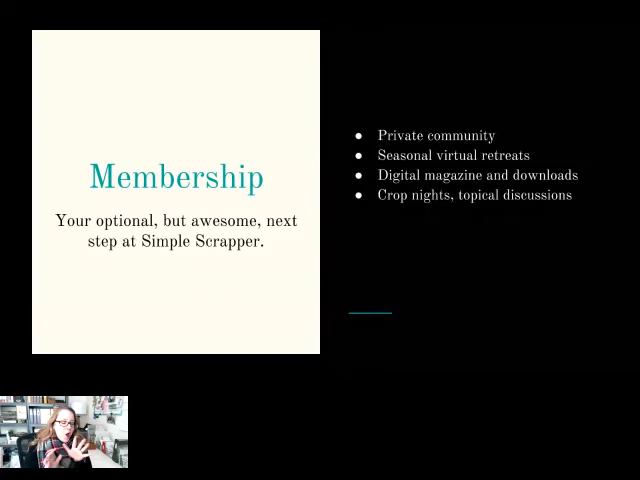 Membership
Your optional, but awesome, next
step at Simple Scrapper.
● Private community
● Seasonal virtual retreats
● Digital magazine and downloads
● Crop nights, topical discussions